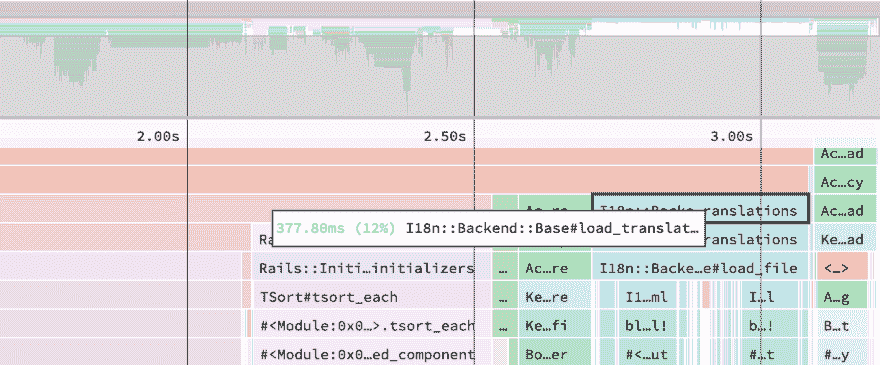 2.00s 2.50s 3.00s
Ac…ad
Ac…cy
I18n::Backe…ranslations Ac…ad
377.80ms (12%) I18n::Backend::Base#load_translat…
Ra ranslations Ke…ad
Rails::Initi…initializers … Ac…re I18n::Backe…e#load_file <…>
TSort#tsort_each … Ke…re I1…ml I…l A…g
#<Module:0x0…>.tsort_each … Ke…fi bl…l! b…! B…t
#<Module:0x0…ed_component Bo…er #<…ut #…t #…y